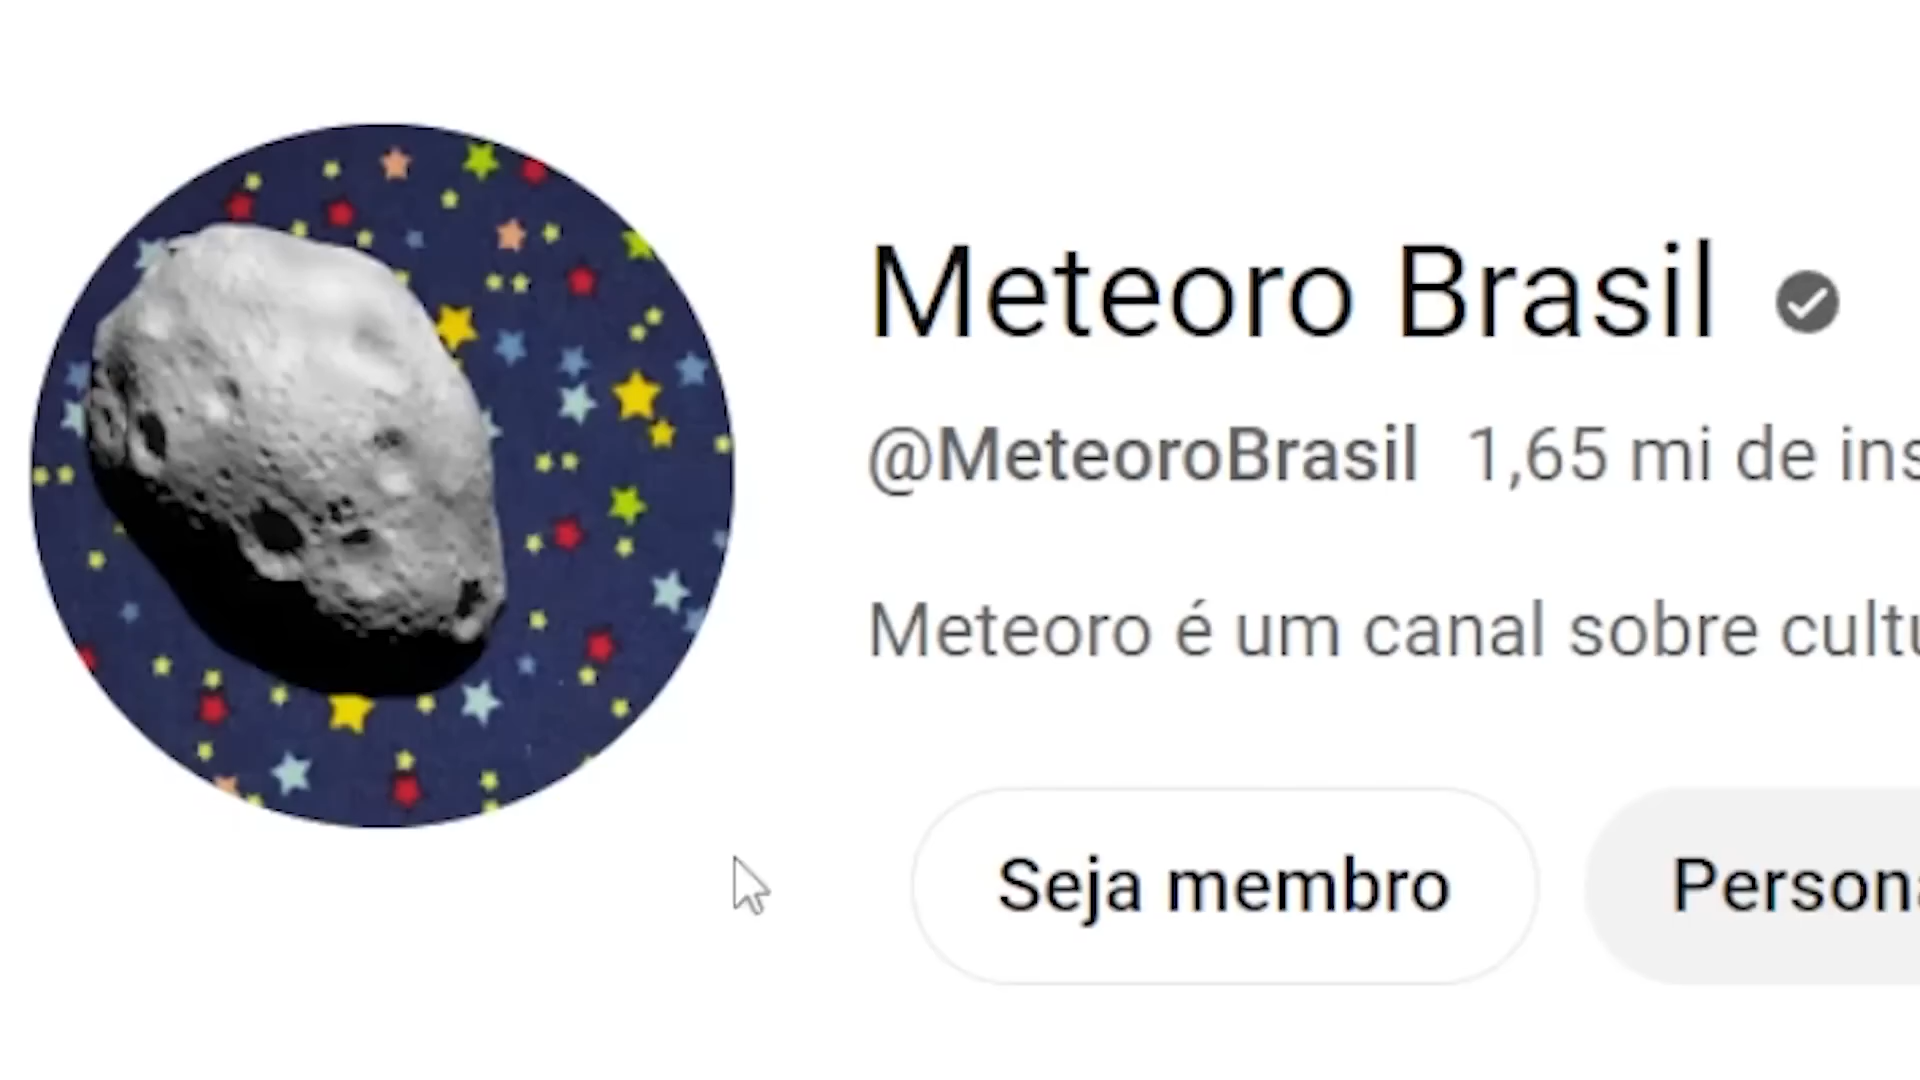 Meteoro Brasil
@MeteoroBrasil 1,65 mi de ins
Meteoro é um canal sobre cultu
Seja membro Persona